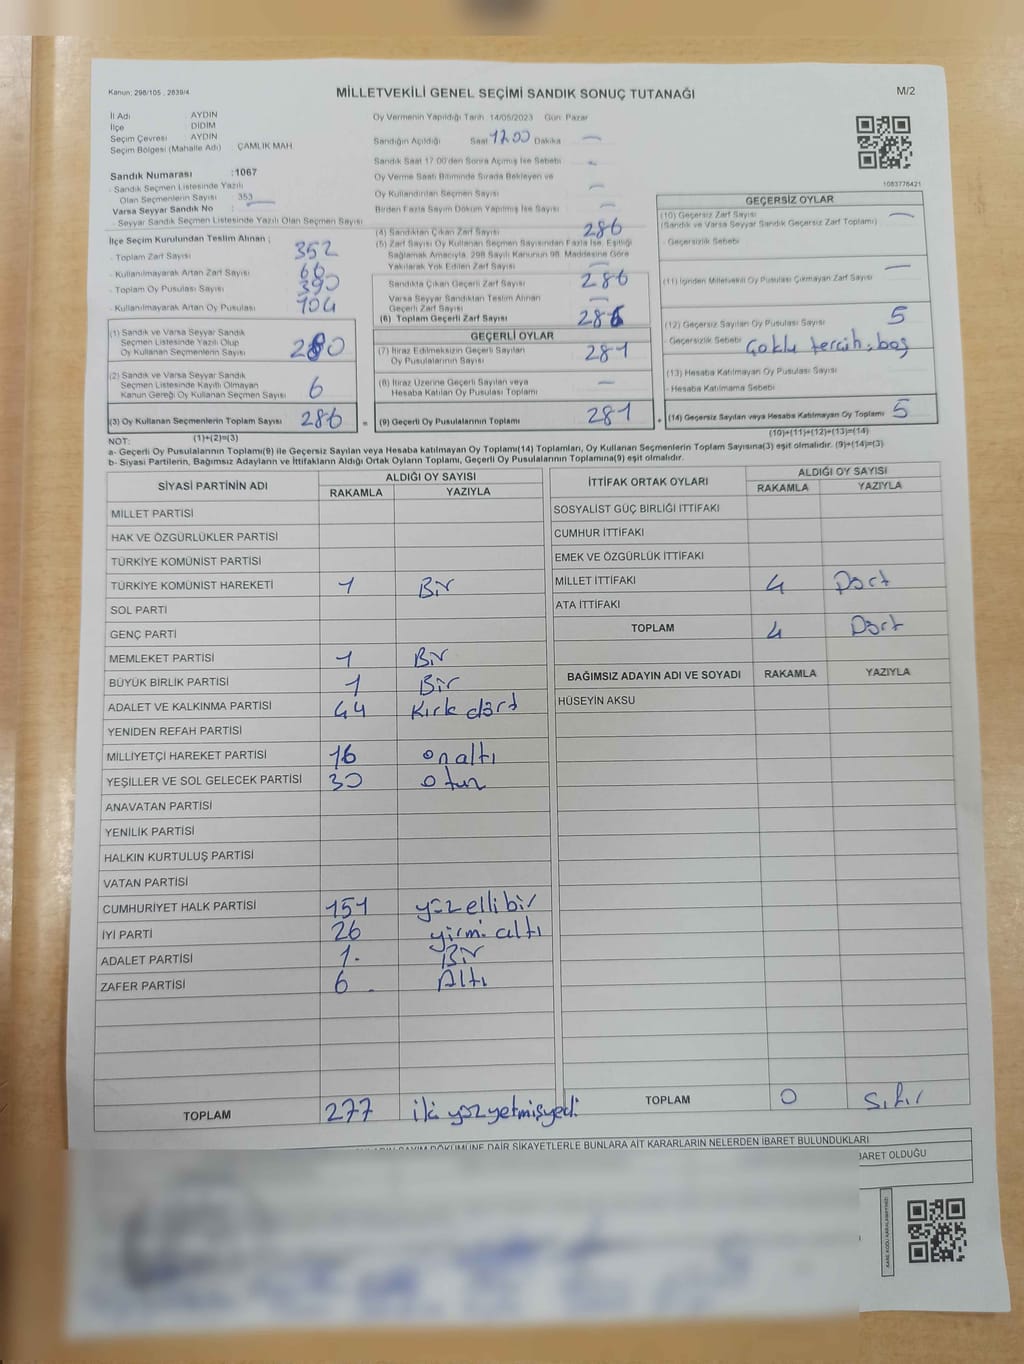 Kanun: 298/105 , 2839/4
MİLLETVEKİLİ GENEL SEÇİMİ SANDIK SONUÇ TUTANAĞI
M/2
İl Adı AYDIN
İlçe DİDİM
Seçim Çevresi AYDIN
Seçim Bölgesi (Mahalle Adı) ÇAMLIK MAH.
Sandık Numarası :1067
- Sandık Seçmen Listesinde Yazılı
Olan Seçmenlerin Sayısı 353
Varsa Seyyar Sandık No :
- Seyyar Sandık Seçmen Listesinde Yazılı Olan Seçmen Sayısı
Oy Vermenin Yapıldığı Tarih 14/05/2023 Gün: Pazar
Sandığın Açıldığı Saat 17.00 Dakika —
Sandık Saat 17.00'den Sonra Açılmış İse Sebebi -
Oy Verme Saati Bitiminde Sırada Bekleyen ve
Oy Kullandırılan Seçmen Sayısı —
Birden Fazla Sayım Döküm Yapılmış İse Sayısı —
1083776421
İlçe Seçim Kurulundan Teslim Alınan ;
- Toplam Zarf Sayısı 352
- Kullanılmayarak Artan Zarf Sayısı 66
- Toplam Oy Pusulası Sayısı 390
- Kullanılmayarak Artan Oy Pusulası 104
(1) Sandık ve Varsa Seyyar Sandık
Seçmen Listesinde Yazılı Olup
Oy Kullanan Seçmenlerin Sayısı 280
(2) Sandık ve Varsa Seyyar Sandık
Seçmen Listesinde Kayıtlı Olmayan
Kanun Gereği Oy Kullanan Seçmen Sayısı 6
(3) Oy Kullanan Seçmenlerin Toplam Sayısı 286 =
(1)+(2)=(3)
(4) Sandıktan Çıkan Zarf Sayısı 286
(5) Zarf Sayısı Oy Kullanan Seçmen Sayısından Fazla İse, Eşitliği
Sağlamak Amacıyla, 298 Sayılı Kanunun 98. Maddesine Göre
Yakılarak Yok Edilen Zarf Sayısı —
Sandıkta Çıkan Geçerli Zarf Sayısı 286
Varsa Seyyar Sandıktan Teslim Alınan
Geçerli Zarf Sayısı —
(6) Toplam Geçerli Zarf Sayısı 286
GEÇERLİ OYLAR
(7) İtiraz Edilmeksizin Geçerli Sayılan
Oy Pusulalarının Sayısı 281
(8) İtiraz Üzerine Geçerli Sayılan veya
Hesaba Katılan Oy Pusulası Toplamı —
(9) Geçerli Oy Pusulalarının Toplamı 281 +
GEÇERSİZ OYLAR
(10) Geçersiz Zarf Sayısı —
(Sandık ve Varsa Seyyar Sandık Geçersiz Zarf Toplamı)
- Geçersizlik Sebebi
(11) İçinden Milletvekili Oy Pusulası Çıkmayan Zarf Sayısı —
(12) Geçersiz Sayılan Oy Pusulası Sayısı 5
- Geçersizlik Sebebi Çoklu tercih, boş
(13) Hesaba Katılmayan Oy Pusulası Sayısı
- Hesaba Katılmama Sebebi
(14) Geçersiz Sayılan veya Hesaba Katılmayan Oy Toplamı 5
(10)+(11)+(12)+(13)=(14)
NOT:
a- Geçerli Oy Pusulalarının Toplamı(9) ile Geçersiz Sayılan veya Hesaba katılmayan Oy Toplamı(14) Toplamları, Oy Kullanan Seçmenlerin Toplam Sayısına(3) eşit olmalıdır. (9)+(14)=(3)
b- Siyasi Partilerin, Bağımsız Adayların ve İttifakların Aldığı Ortak Oyların Toplamı, Geçerli Oy Pusulalarının Toplamına(9) eşit olmalıdır.
SİYASİ PARTİNİN ADI ALDIĞI OY SAYISI
RAKAMLA YAZIYLA
MİLLET PARTİSİ
HAK VE ÖZGÜRLÜKLER PARTİSİ
TÜRKİYE KOMÜNİST PARTİSİ
TÜRKİYE KOMÜNİST HAREKETİ 1 Bir
SOL PARTİ
GENÇ PARTİ
MEMLEKET PARTİSİ 1 Bir
BÜYÜK BİRLİK PARTİSİ 1 Bir
ADALET VE KALKINMA PARTİSİ 44 Kırk dört
YENİDEN REFAH PARTİSİ
MİLLİYETÇİ HAREKET PARTİSİ 16 on altı
YEŞİLLER VE SOL GELECEK PARTİSİ 30 otuz
ANAVATAN PARTİSİ
YENİLİK PARTİSİ
HALKIN KURTULUŞ PARTİSİ
VATAN PARTİSİ
CUMHURİYET HALK PARTİSİ 151 yüz elli bir
İYİ PARTİ 26 yirmi altı
ADALET PARTİSİ 1. Bir
ZAFER PARTİSİ 6 . Altı
TOPLAM 277 iki yüz yetmiş yedi
İTTİFAK ORTAK OYLARI ALDIĞI OY SAYISI
RAKAMLA YAZIYLA
SOSYALİST GÜÇ BİRLİĞİ İTTİFAKI
CUMHUR İTTİFAKI
EMEK VE ÖZGÜRLÜK İTTİFAKI
MİLLET İTTİFAKI 4 Dört
ATA İTTİFAKI
TOPLAM 4 Dört
BAĞIMSIZ ADAYIN ADI VE SOYADI RAKAMLA YAZIYLA
HÜSEYİN AKSU
TOPLAM 0 Sıfır
SAYIM DÖKÜMÜNE DAİR ŞİKAYETLERLE BUNLARA AİT KARARLARIN NELERDEN İBARET BULUNDUKLARI
İBARET OLDUĞU